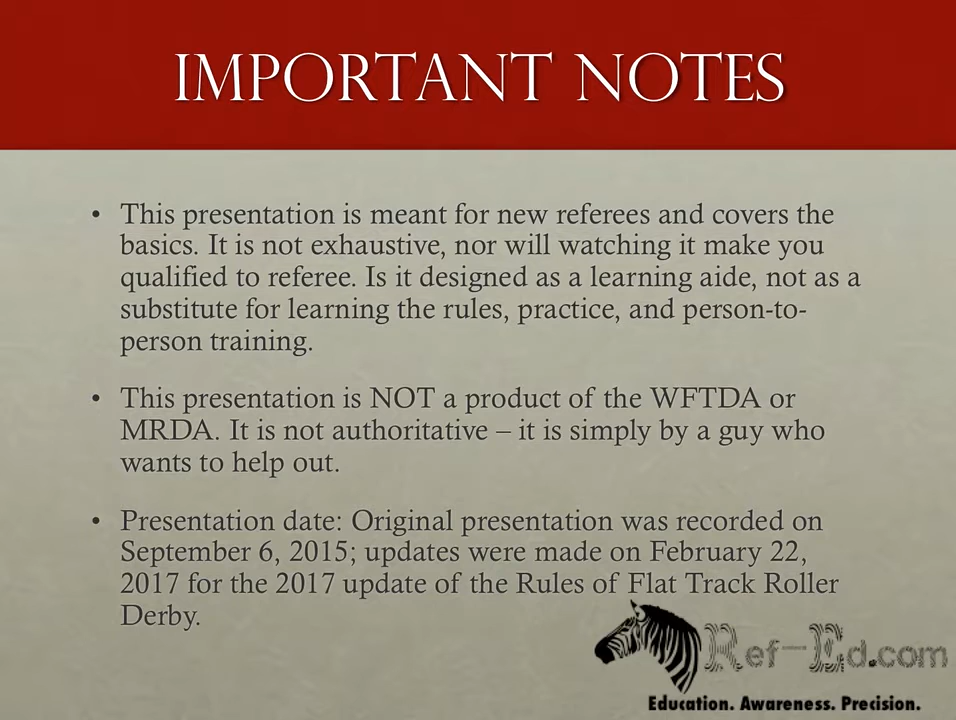 IMPORTANT NOTES
• This presentation is meant for new referees and covers the
basics. It is not exhaustive, nor will watching it make you
qualified to referee. Is it designed as a learning aide, not as a
substitute for learning the rules, practice, and person-to-
person training.
• This presentation is NOT a product of the WFTDA or
MRDA. It is not authoritative – it is simply by a guy who
wants to help out.
• Presentation date: Original presentation was recorded on
September 6, 2015; updates were made on February 22,
2017 for the 2017 update of the Rules of Flat Track Roller
Derby.
Ref-Ed.com
Education. Awareness. Precision.